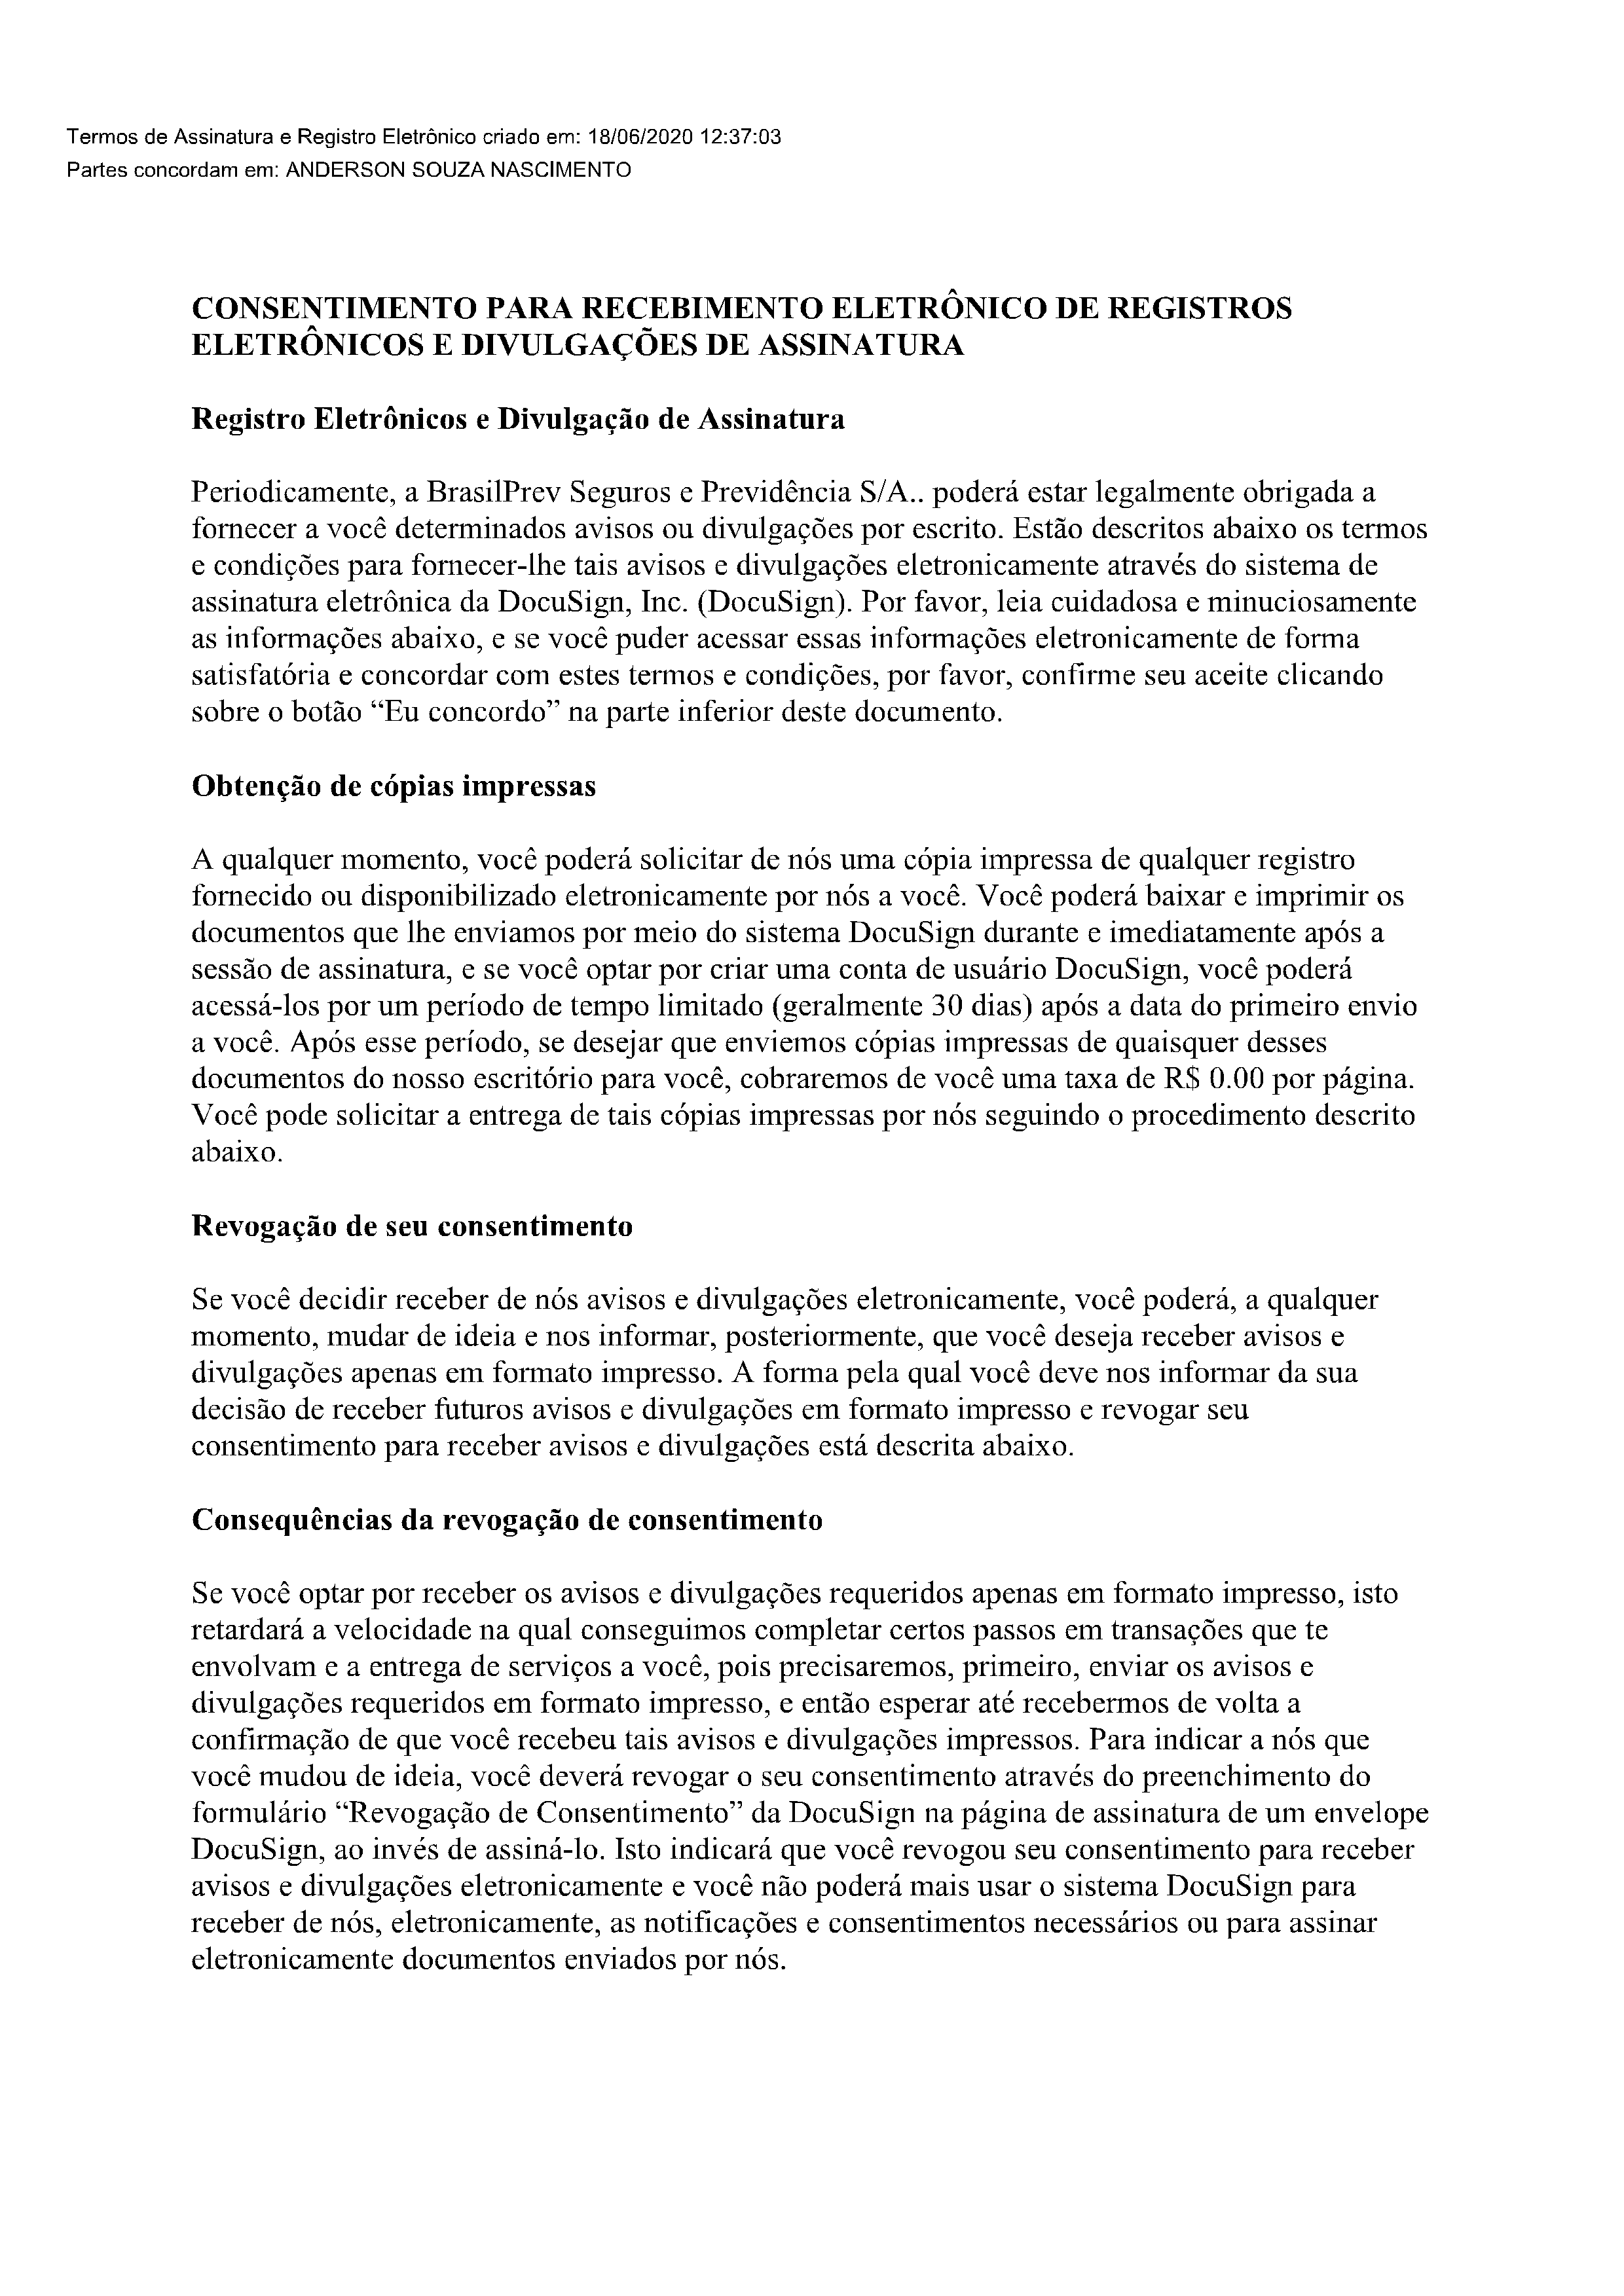 Termos de Assinatura e Registro Eletrônico criado em: 18/06/2020 12:37:03
Partes concordam em: ANDERSON SOUZA NASCIMENTO
CONSENTIMENTO PARA RECEBIMENTO ELETRÔNICO DE REGISTROS
ELETRÔNICOS E DIVULGAÇÕES DE ASSINATURA
Registro Eletrônicos e Divulgação de Assinatura
Periodicamente, a BrasilPrev Seguros e Previdência S/A.. poderá estar legalmente obrigada a
fornecer a você determinados avisos ou divulgações por escrito. Estão descritos abaixo os termos
e condições para fornecer-lhe tais avisos e divulgações eletronicamente através do sistema de
assinatura eletrônica da DocuSign, Inc. (DocuSign). Por favor, leia cuidadosa e minuciosamente
as informações abaixo, e se você puder acessar essas informações eletronicamente de forma
satisfatória e concordar com estes termos e condições, por favor, confirme seu aceite clicando
sobre o botão “Eu concordo” na parte inferior deste documento.
Obtenção de cópias impressas
A qualquer momento, você poderá solicitar de nós uma cópia impressa de qualquer registro
fornecido ou disponibilizado eletronicamente por nós a você. Você poderá baixar e imprimir os
documentos que lhe enviamos por meio do sistema DocuSign durante e imediatamente após a
sessão de assinatura, e se você optar por criar uma conta de usuário DocuSign, você poderá
acessá-los por um período de tempo limitado (geralmente 30 dias) após a data do primeiro envio
a você. Após esse período, se desejar que enviemos cópias impressas de quaisquer desses
documentos do nosso escritório para você, cobraremos de você uma taxa de R$ 0.00 por página.
Você pode solicitar a entrega de tais cópias impressas por nós seguindo o procedimento descrito
abaixo.
Revogação de seu consentimento
Se você decidir receber de nós avisos e divulgações eletronicamente, você poderá, a qualquer
momento, mudar de ideia e nos informar, posteriormente, que você deseja receber avisos e
divulgações apenas em formato impresso. A forma pela qual você deve nos informar da sua
decisão de receber futuros avisos e divulgações em formato impresso e revogar seu
consentimento para receber avisos e divulgações está descrita abaixo.
Consequências da revogação de consentimento
Se você optar por receber os avisos e divulgações requeridos apenas em formato impresso, isto
retardará a velocidade na qual conseguimos completar certos passos em transações que te
envolvam e a entrega de serviços a você, pois precisaremos, primeiro, enviar os avisos e
divulgações requeridos em formato impresso, e então esperar até recebermos de volta a
confirmação de que você recebeu tais avisos e divulgações impressos. Para indicar a nós que
você mudou de ideia, você deverá revogar o seu consentimento através do preenchimento do
formulário “Revogação de Consentimento” da DocuSign na página de assinatura de um envelope
DocuSign, ao invés de assiná-lo. Isto indicará que você revogou seu consentimento para receber
avisos e divulgações eletronicamente e você não poderá mais usar o sistema DocuSign para
receber de nós, eletronicamente, as notificações e consentimentos necessários ou para assinar
eletronicamente documentos enviados por nós.